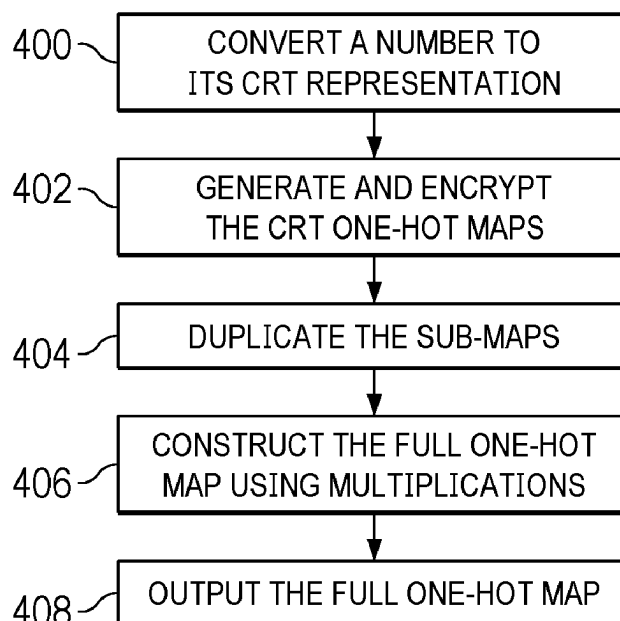 400
CONVERT A NUMBER TO
ITS CRT REPRESENTATION
402
GENERATE AND ENCRYPT
THE CRT ONE-HOT MAPS
404
DUPLICATE THE SUB-MAPS
406
CONSTRUCT THE FULL ONE-HOT
MAP USING MULTIPLICATIONS
408
OUTPUT THE FULL ONE-HOT MAP